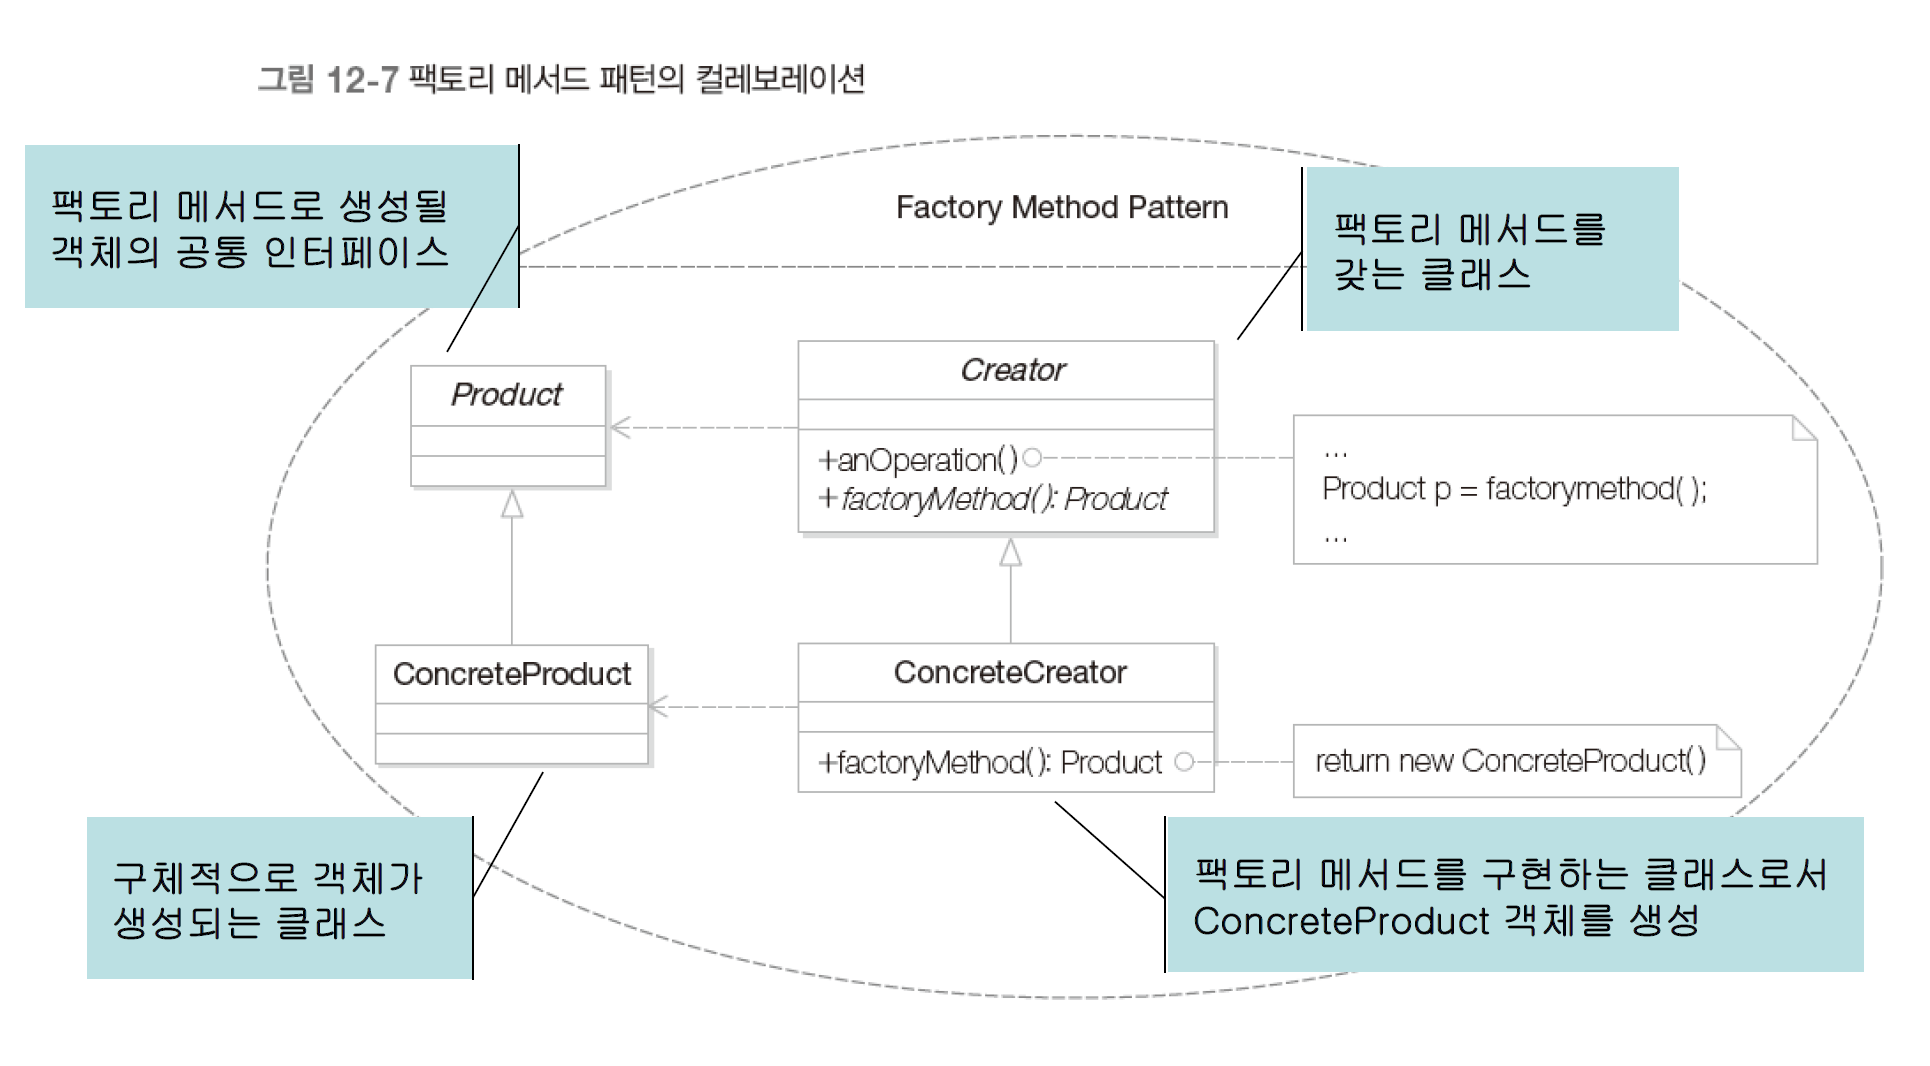 그림 12-7 팩토리 메서드 패턴의 컬레보레이션
팩토리 메서드로 생성될
객체의 공통 인터페이스
Factory Method Pattern
팩토리 메서드를
갖는 클래스
Product
Creator
+anOperation()
+factoryMethod(): Product
...
Product p = factorymethod( );
...
ConcreteProduct
ConcreteCreator
+factoryMethod(): Product
return new ConcreteProduct()
구체적으로 객체가
생성되는 클래스
팩토리 메서드를 구현하는 클래스로서
ConcreteProduct 객체를 생성